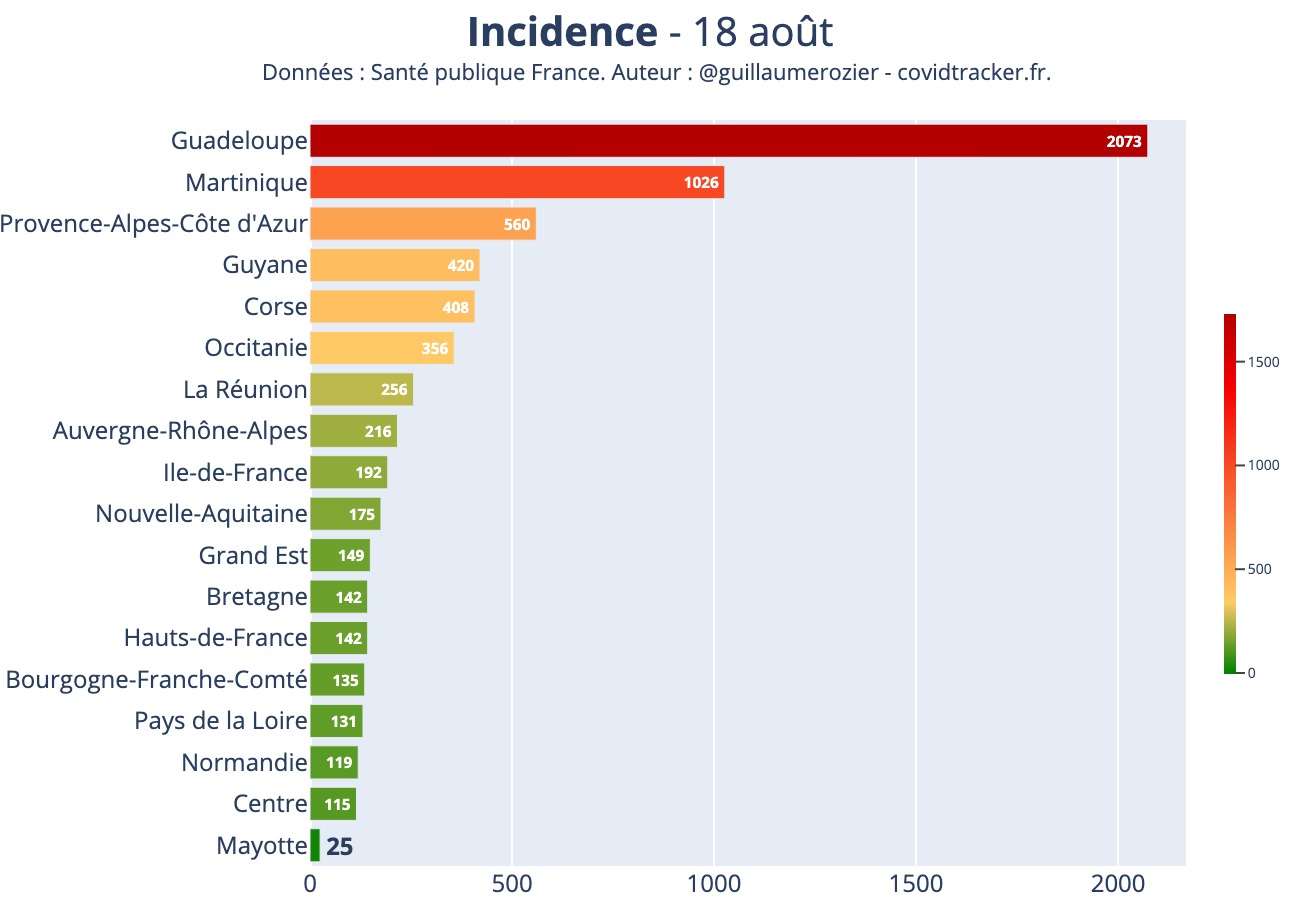 Incidence - 18 août
Données : Santé publique France. Auteur : @guillaumerozier - covidtracker.fr.
Guadeloupe 2073
Martinique 1026
Provence-Alpes-Côte d'Azur 560
Guyane 420
Corse 408
Occitanie 356
La Réunion 256
Auvergne-Rhône-Alpes 216
Ile-de-France 192
Nouvelle-Aquitaine 175
Grand Est 149
Bretagne 142
Hauts-de-France 142
Bourgogne-Franche-Comté 135
Pays de la Loire 131
Normandie 119
Centre 115
Mayotte 25
0 500 1000 1500 2000
1500
1000
500
0